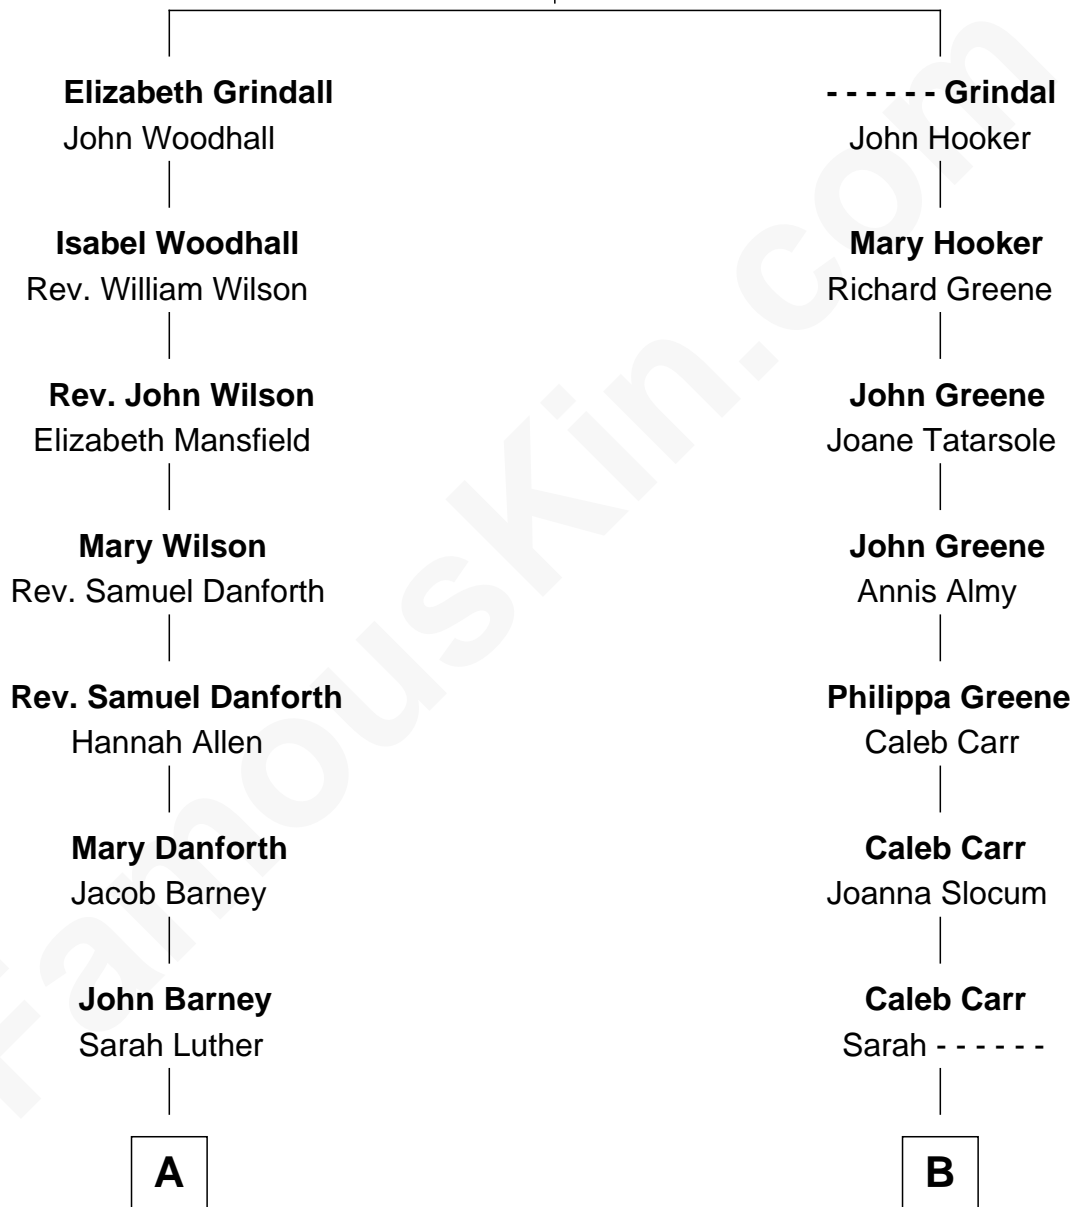 Elizabeth Grindall
John Woodhall
Isabel Woodhall
Rev. William Wilson
Rev. John Wilson
Elizabeth Mansfield
Mary Wilson
Rev. Samuel Danforth
Rev. Samuel Danforth
Hannah Allen
Mary Danforth
Jacob Barney
John Barney
Sarah Luther
A
- - - - - - Grindal
John Hooker
Mary Hooker
Richard Greene
John Greene
Joane Tatarsole
John Greene
Annis Almy
Philippa Greene
Caleb Carr
Caleb Carr
Joanna Slocum
Caleb Carr
Sarah - - - - - -
B
FamousKin.com